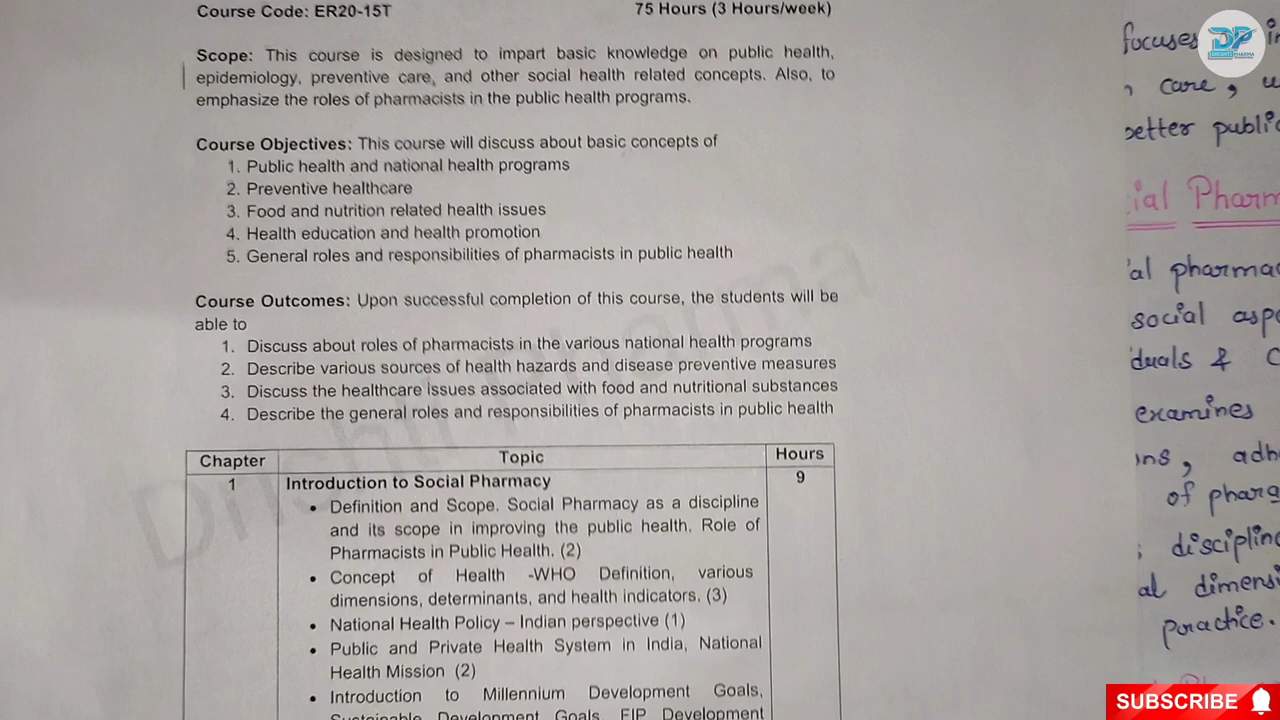 Course Code: ER20-15T 75 Hours (3 Hours/week)
Scope: This course is designed to impart basic knowledge on public health,
epidemiology, preventive care, and other social health related concepts. Also, to
emphasize the roles of pharmacists in the public health programs.
Course Objectives: This course will discuss about basic concepts of
1. Public health and national health programs
2. Preventive healthcare
3. Food and nutrition related health issues
4. Health education and health promotion
5. General roles and responsibilities of pharmacists in public health
Course Outcomes: Upon successful completion of this course, the students will be
able to
1. Discuss about roles of pharmacists in the various national health programs
2. Describe various sources of health hazards and disease preventive measures
3. Discuss the healthcare issues associated with food and nutritional substances
4. Describe the general roles and responsibilities of pharmacists in public health
Chapter Topic Hours
1 Introduction to Social Pharmacy 9
• Definition and Scope. Social Pharmacy as a discipline
and its scope in improving the public health. Role of
Pharmacists in Public Health. (2)
• Concept of Health -WHO Definition, various
dimensions, determinants, and health indicators. (3)
• National Health Policy – Indian perspective (1)
• Public and Private Health System in India, National
Health Mission (2)
• Introduction to Millennium Development Goals,
Sustainable Development Goals, FIP Development
Drishti Pharma
DP
focuses
care,
better
social
&
examines
of
practice.
SUBSCRIBE